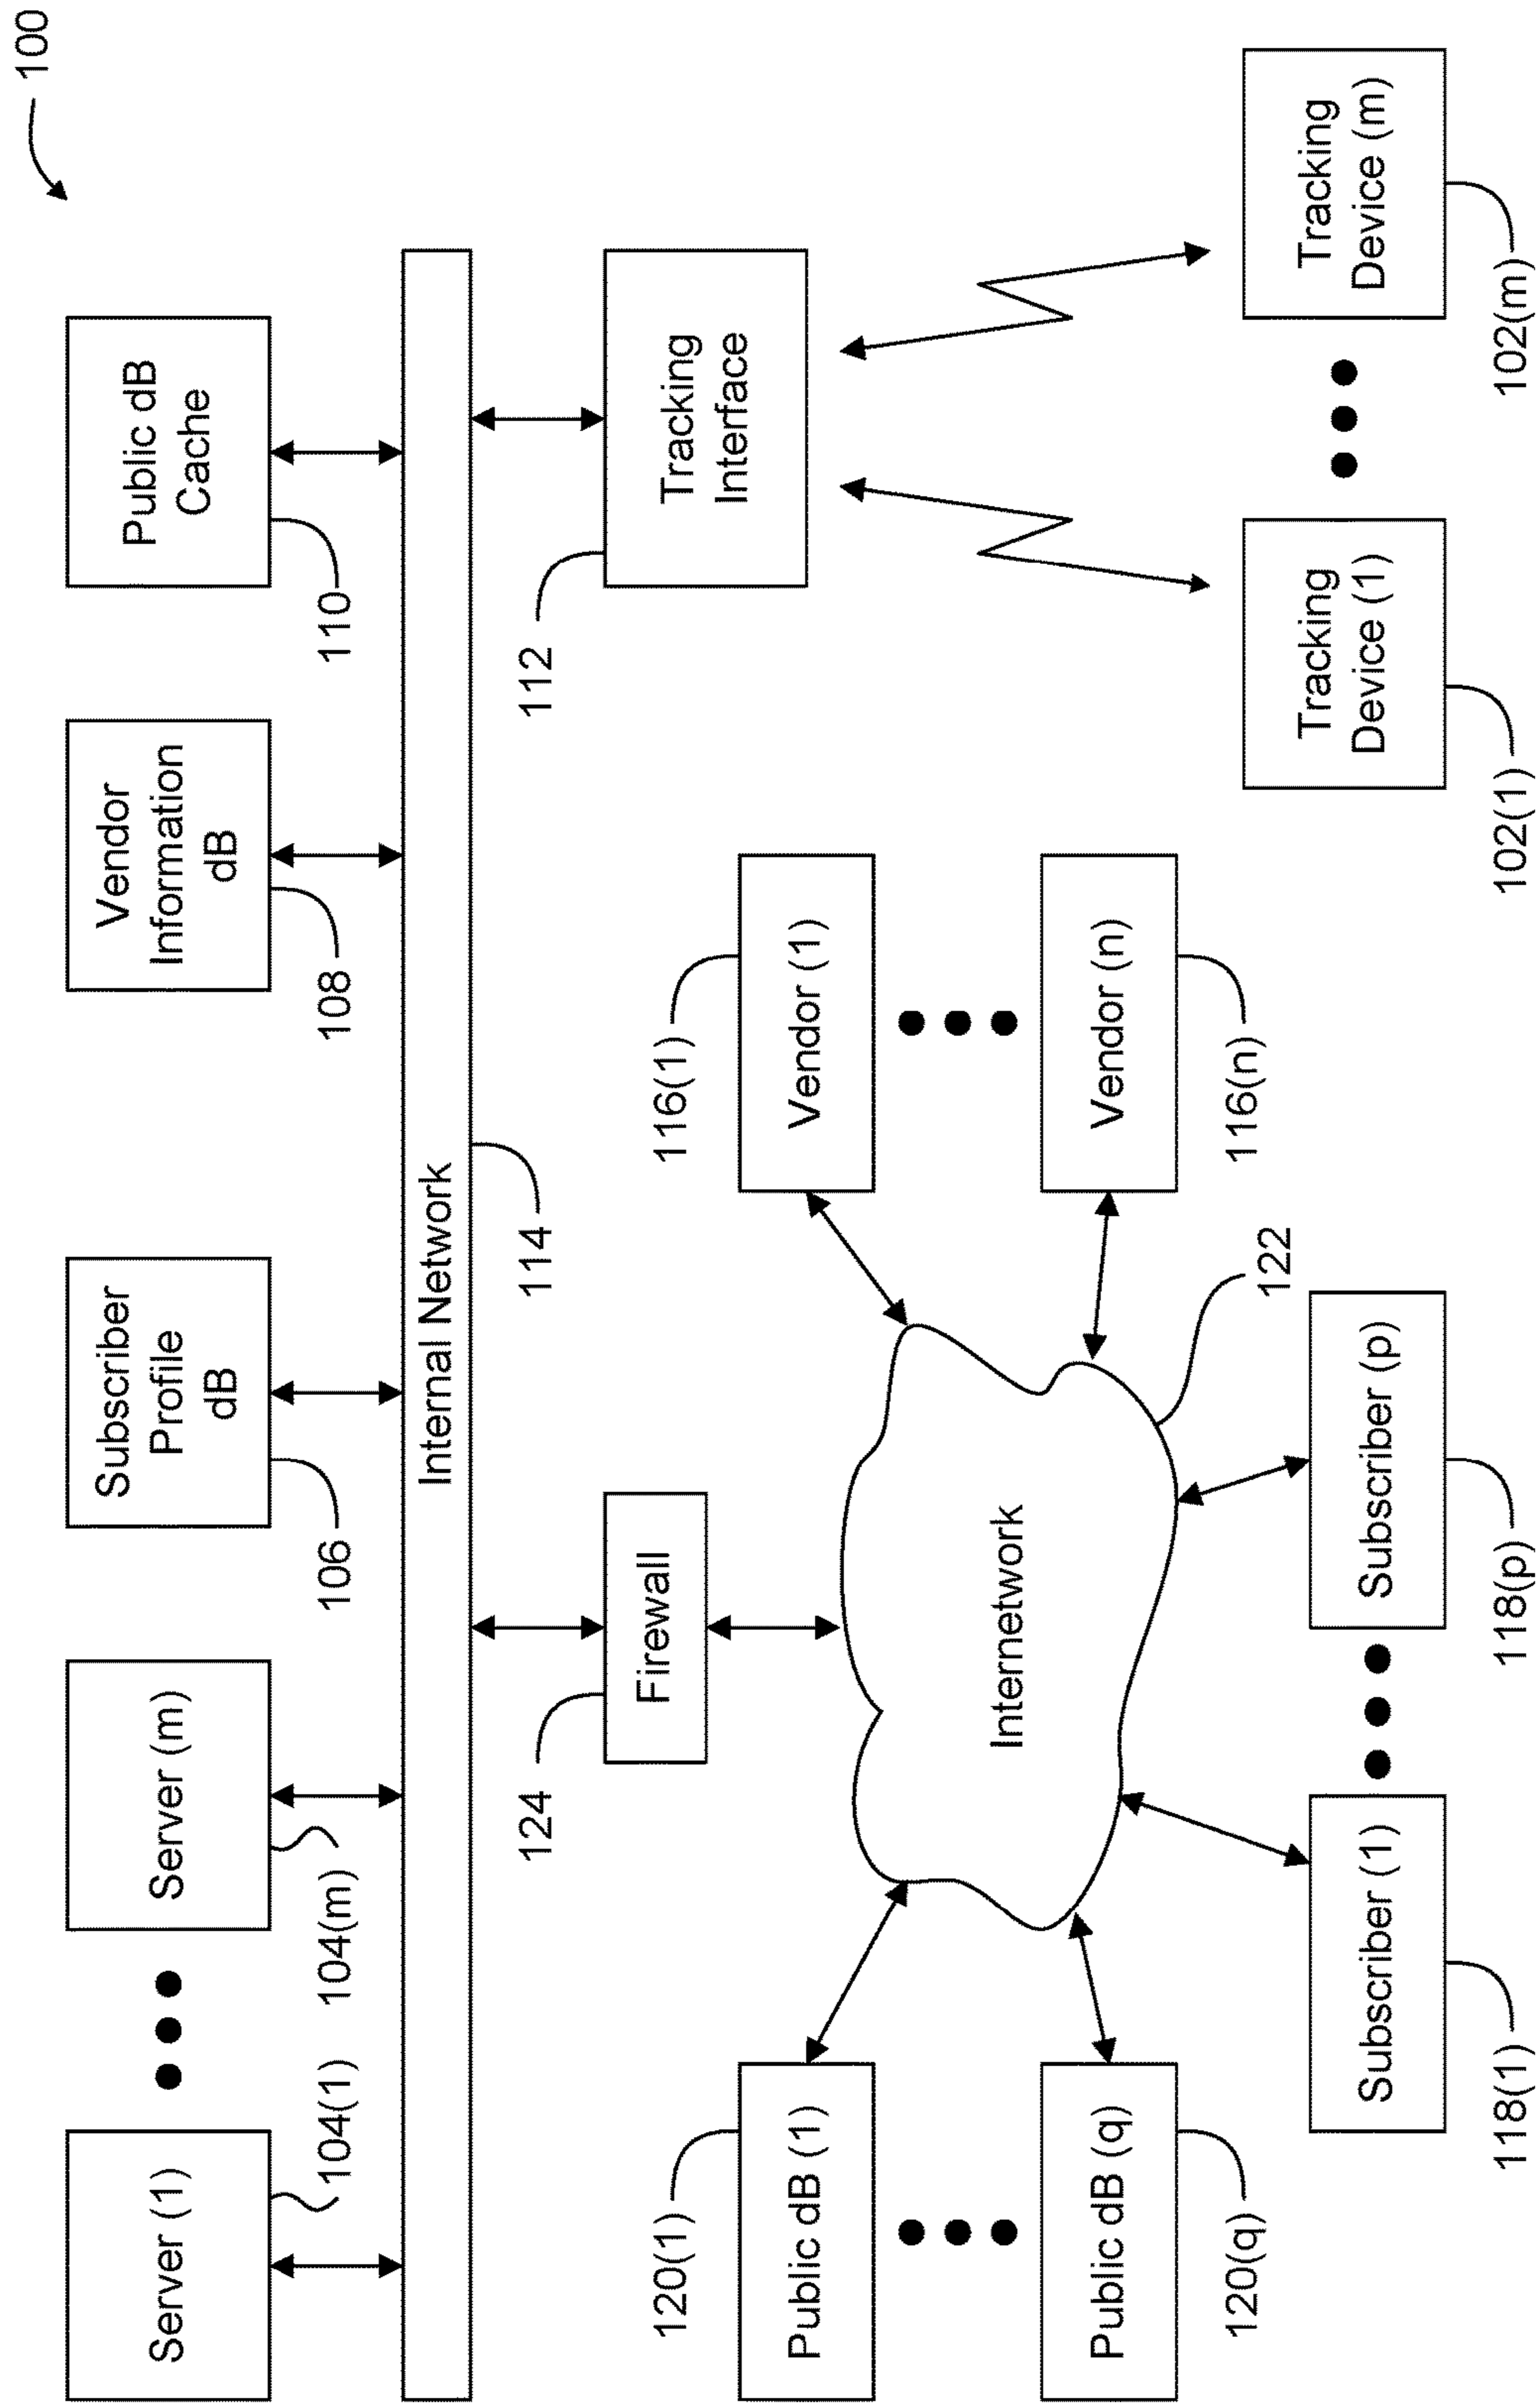 100
Server (1)
Server (m)
Subscriber
Profile
dB
Vendor
Information
dB
Public dB
Cache
104(1)
104(m)
106
108
110
Internal Network
114
124
Firewall
112
Tracking
Interface
120(1)
Public dB (1)
Public dB (q)
120(q)
Internetwork
122
116(1)
Vendor (1)
Vendor (n)
116(n)
Subscriber (1)
118(1)
Subscriber (p)
118(p)
Tracking
Device (1)
102(1)
Tracking
Device (m)
102(m)